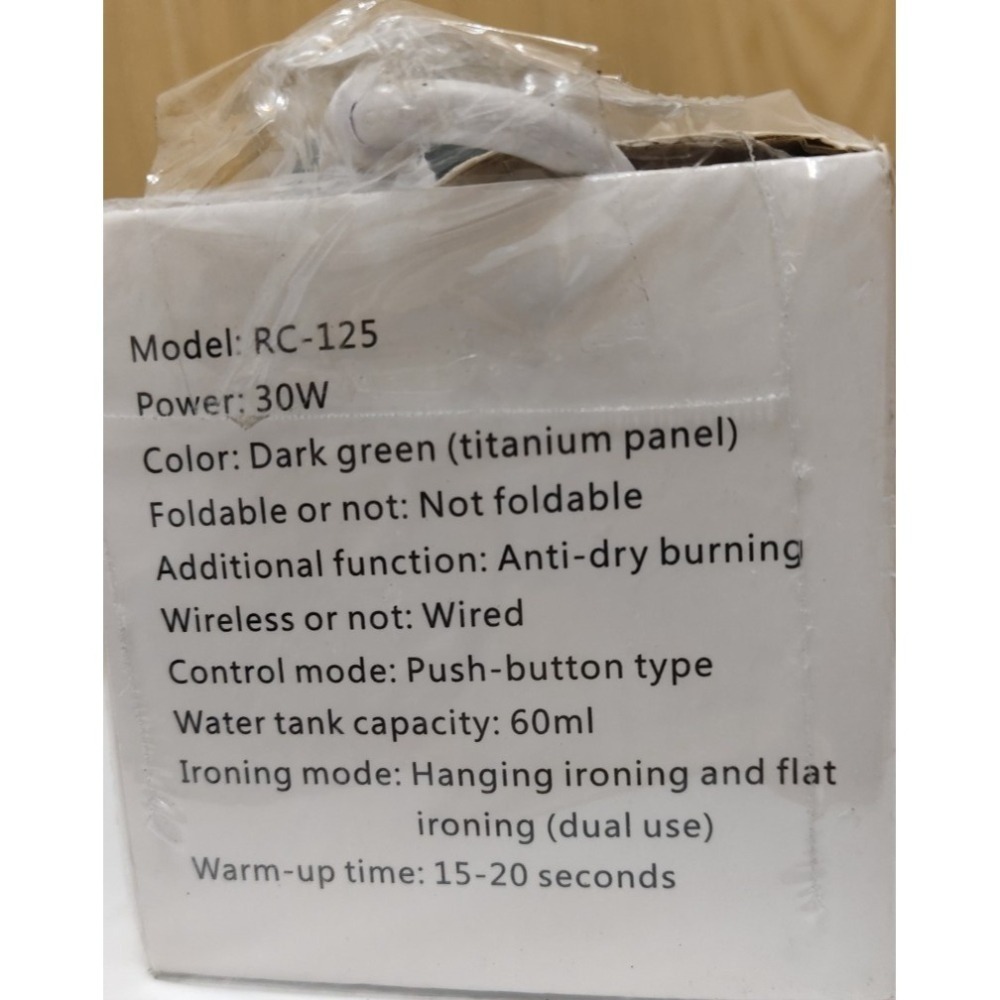 Model: RC-125
Power: 30W
Color: Dark green (titanium panel)
Foldable or not: Not foldable
Additional function: Anti-dry burning
Wireless or not: Wired
Control mode: Push-button type
Water tank capacity: 60ml
Ironing mode: Hanging ironing and flat
ironing (dual use)
Warm-up time: 15-20 seconds